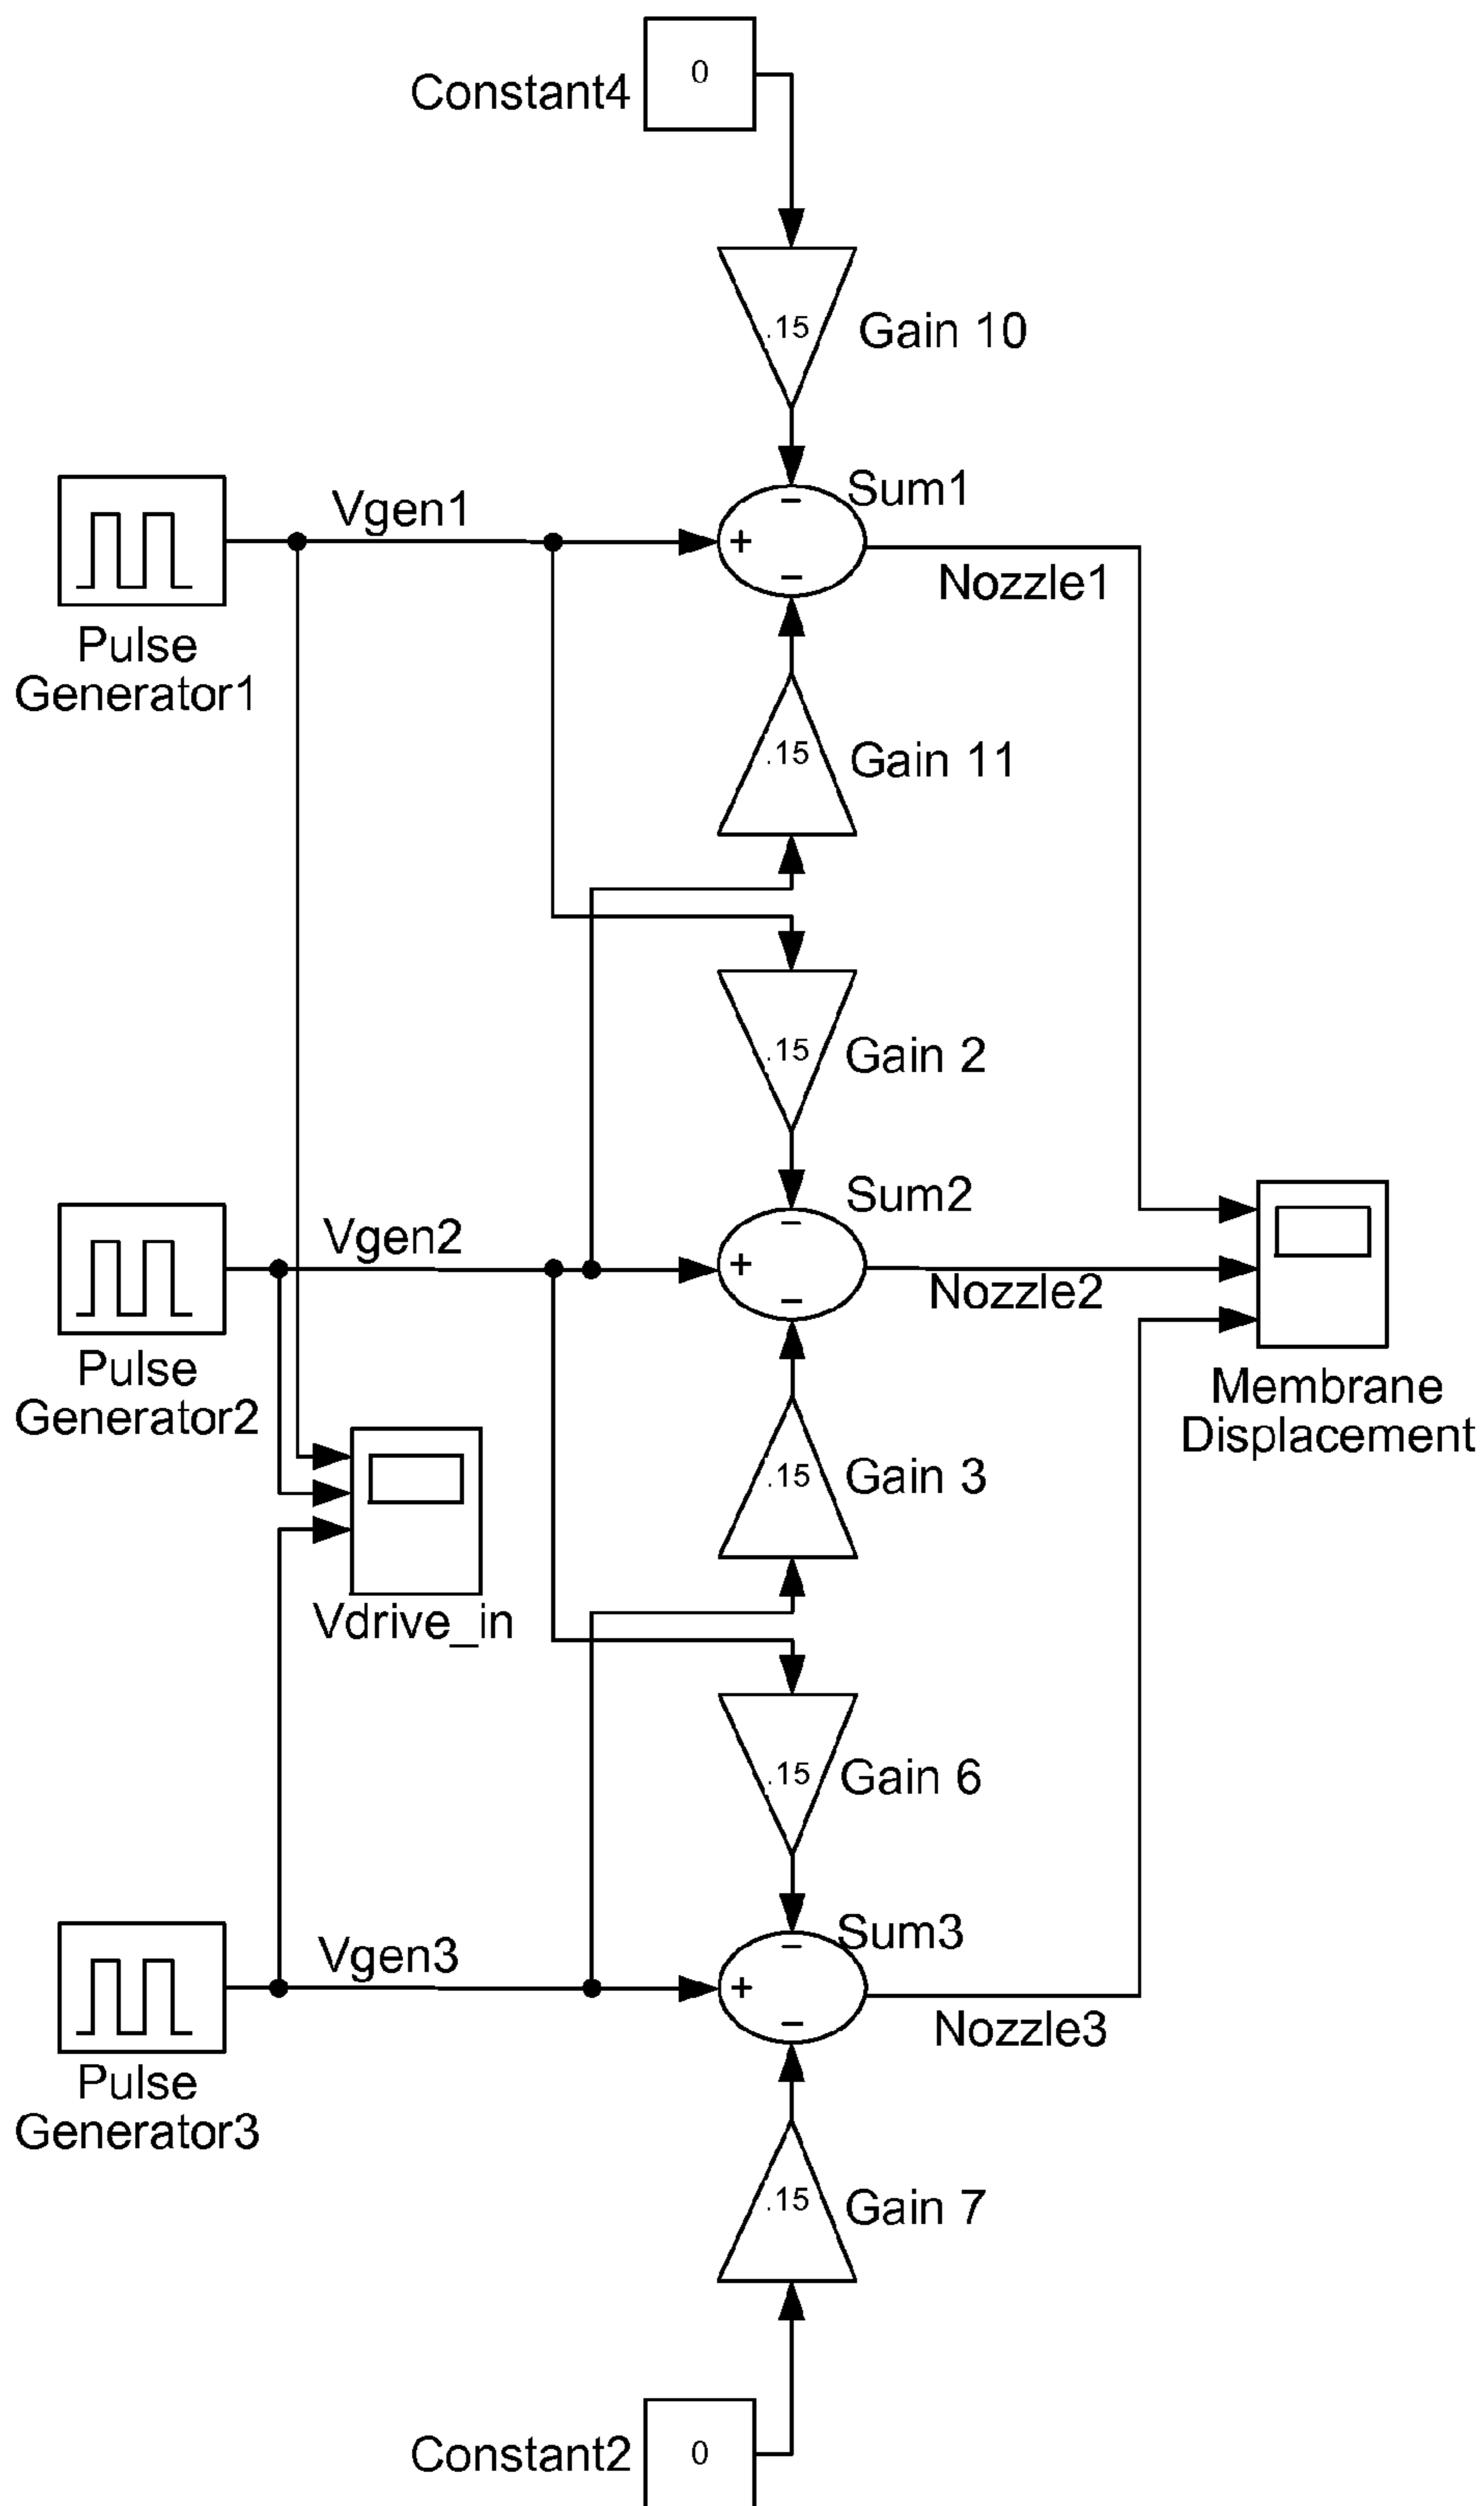 0
Constant4
.15
Gain 10
Sum1
Vgen1
+
−
−
Nozzle1
Pulse
Generator1
.15
Gain 11
.15
Gain 2
Sum2
Vgen2
+
−
−
Nozzle2
Pulse
Generator2
Membrane
Displacement
.15
Gain 3
Vdrive_in
.15
Gain 6
Sum3
Vgen3
+
−
−
Nozzle3
Pulse
Generator3
.15
Gain 7
Constant2
0